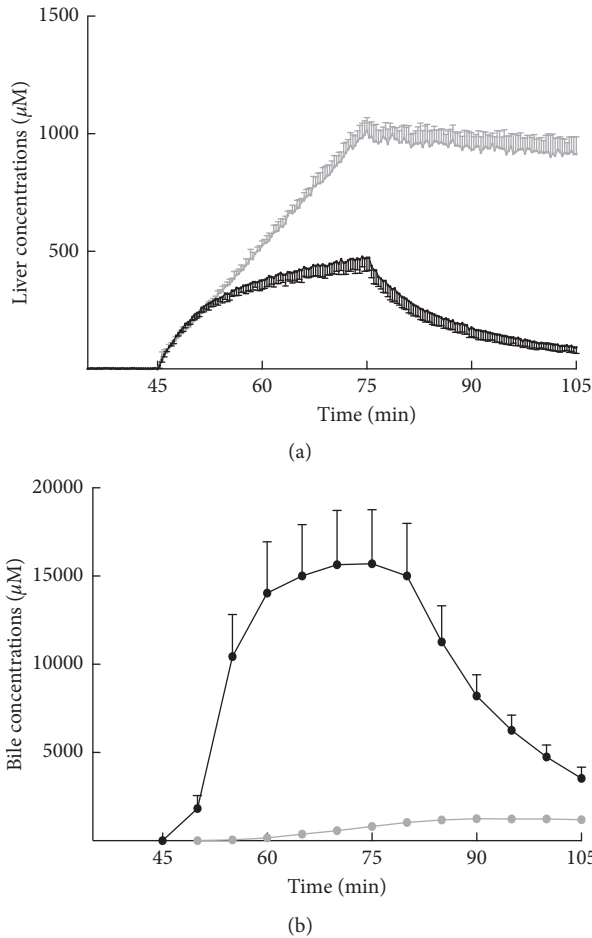 1500
1000
500
Liver concentrations (μM)
45 60 75 90 105
Time (min)
(a)
20000
15000
10000
5000
Bile concentrations (μM)
45 60 75 90 105
Time (min)
(b)